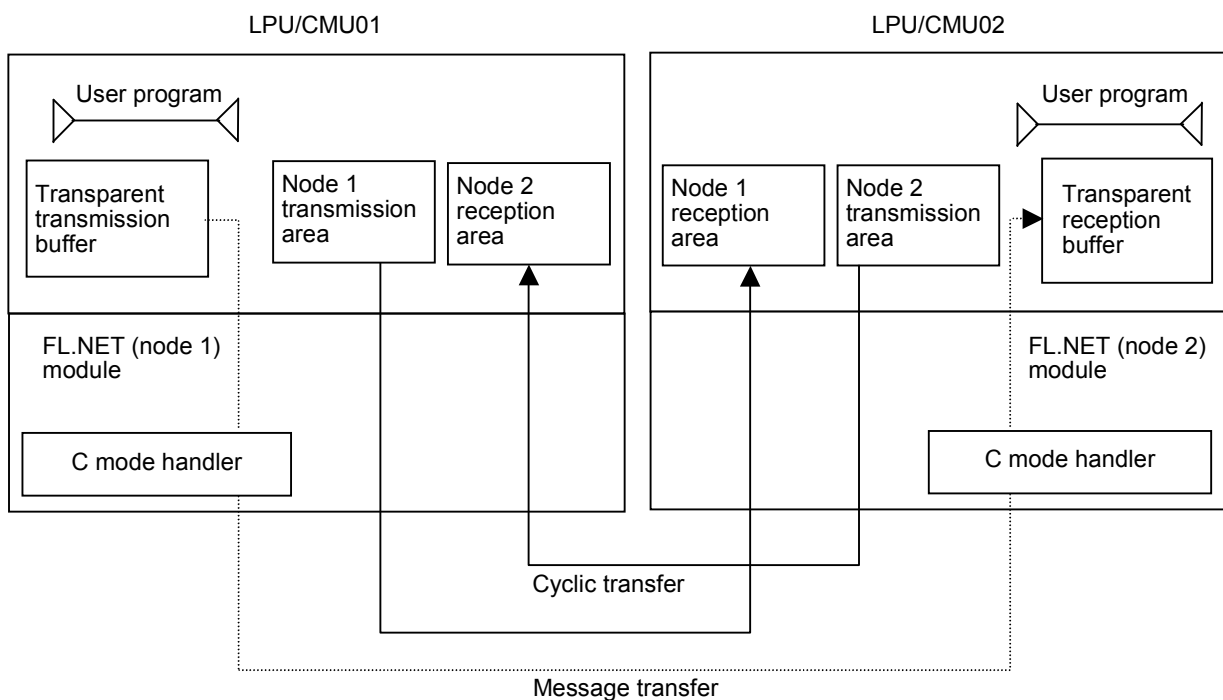 LPU/CMU01
LPU/CMU02
User program
User program
Transparent
transmission
buffer
Node 1
transmission
area
Node 2
reception
area
Node 1
reception
area
Node 2
transmission
area
Transparent
reception
buffer
FL.NET (node 1)
module
FL.NET (node 2)
module
C mode handler
C mode handler
Cyclic transfer
Message transfer